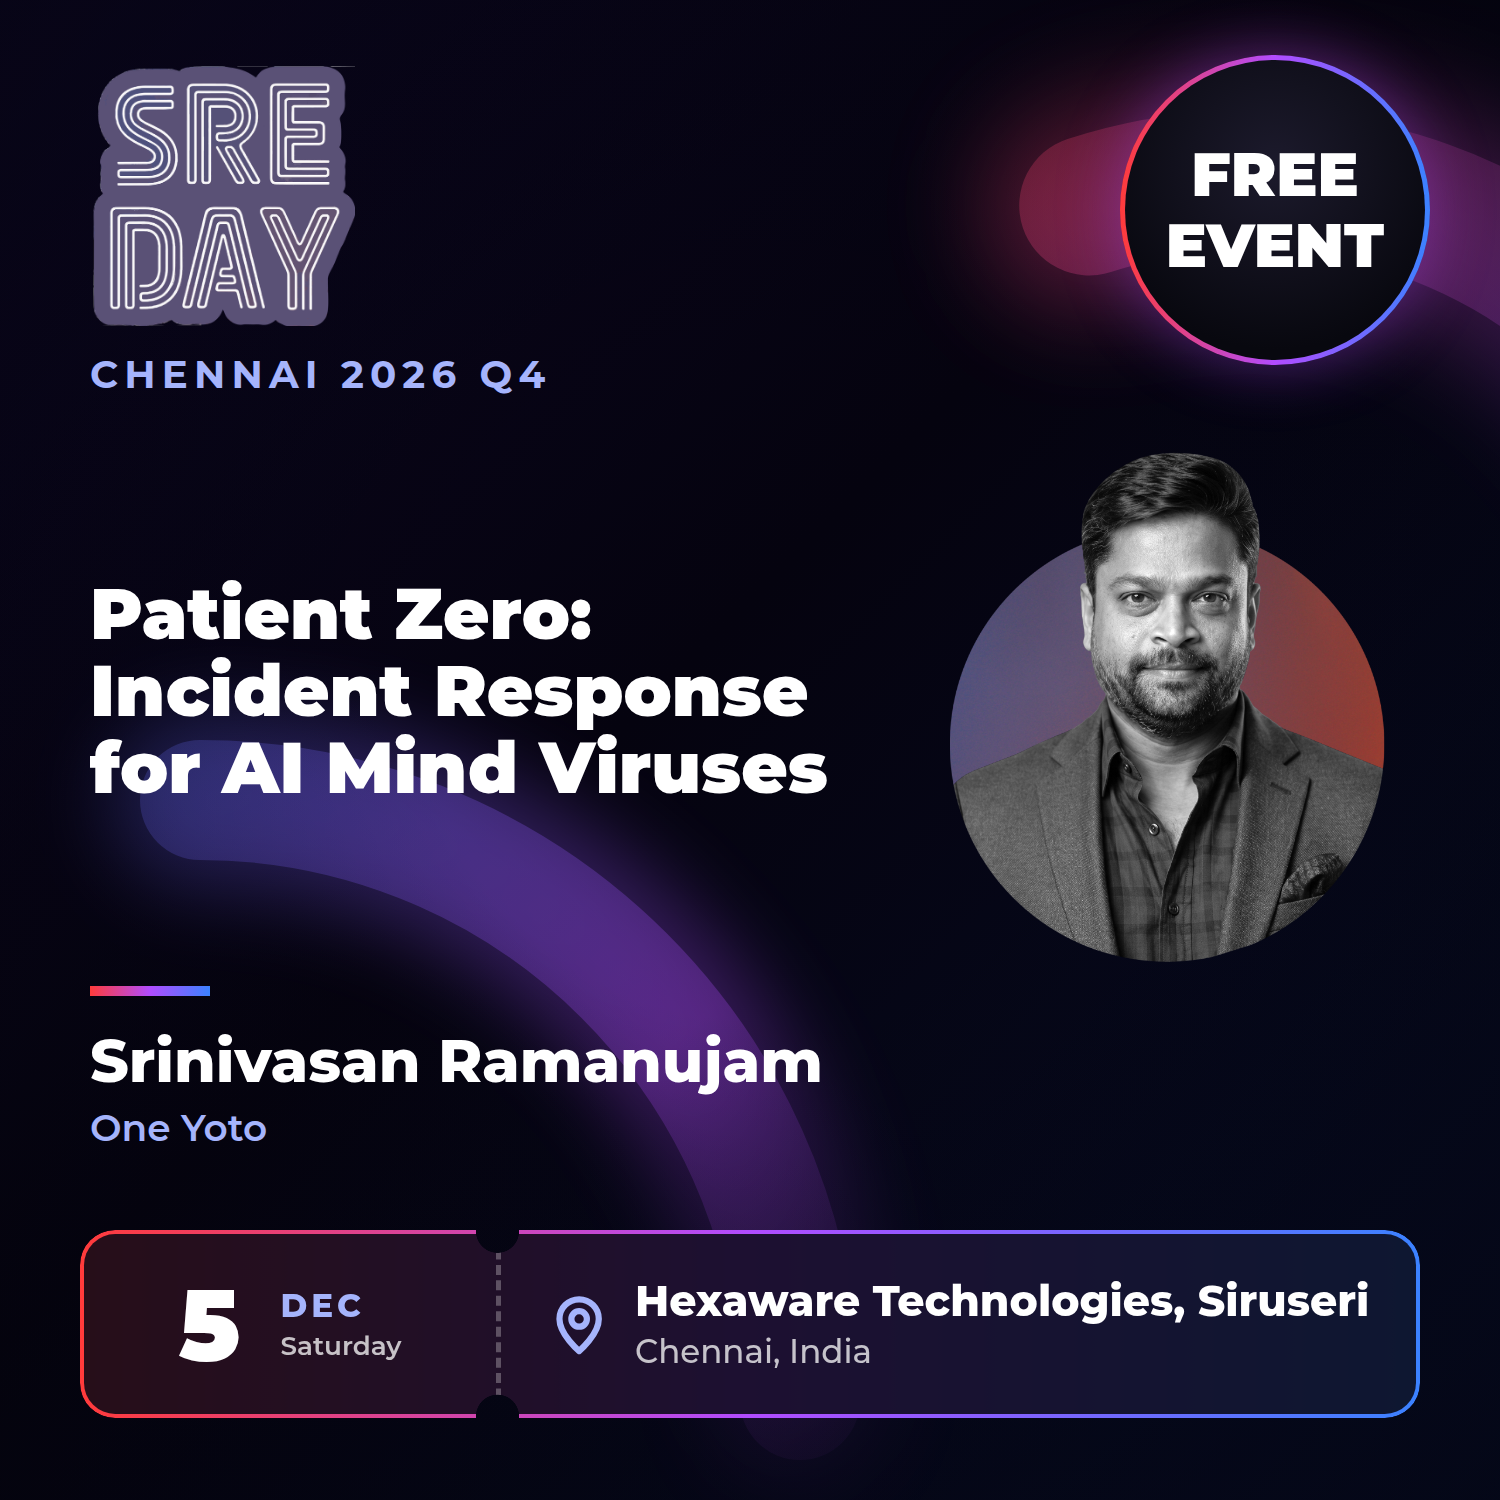 SRE
DAY
CHENNAI 2026 Q4
FREE
EVENT
Patient Zero:
Incident Response
for AI Mind Viruses
Srinivasan Ramanujam
One Yoto
5
DEC
Saturday
Hexaware Technologies, Siruseri
Chennai, India